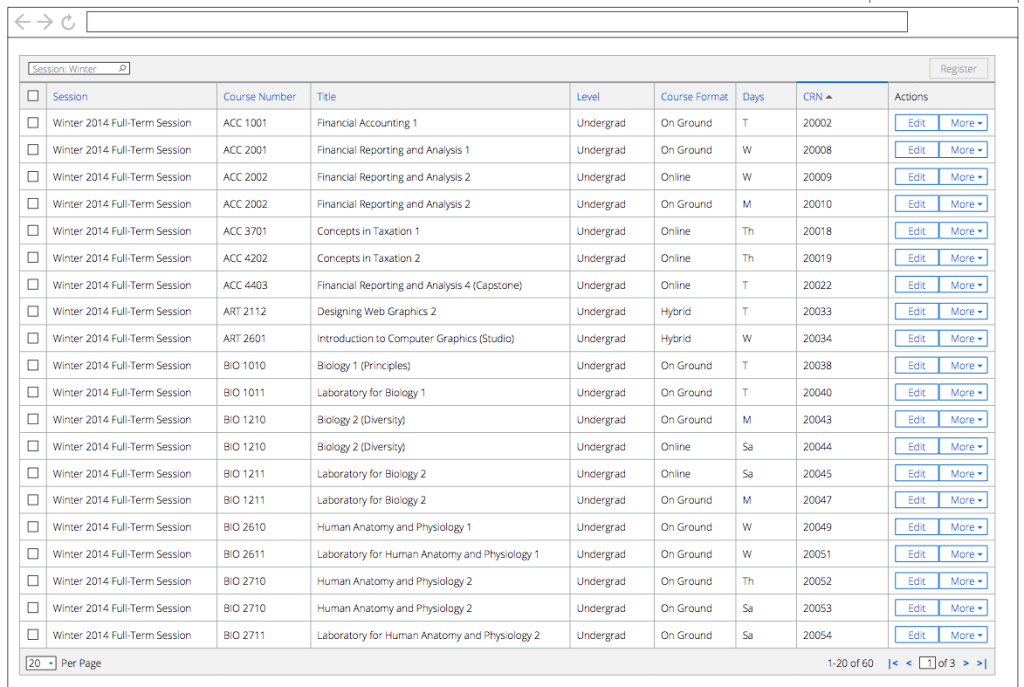 Session: Winter Register
Session Course Number Title Level Course Format Days CRN Actions
Winter 2014 Full-Term Session ACC 1001 Financial Accounting 1 Undergrad On Ground T 20002 Edit More
Winter 2014 Full-Term Session ACC 2001 Financial Reporting and Analysis 1 Undergrad On Ground W 20008 Edit More
Winter 2014 Full-Term Session ACC 2002 Financial Reporting and Analysis 2 Undergrad Online W 20009 Edit More
Winter 2014 Full-Term Session ACC 2002 Financial Reporting and Analysis 2 Undergrad On Ground M 20010 Edit More
Winter 2014 Full-Term Session ACC 3701 Concepts in Taxation 1 Undergrad Online Th 20018 Edit More
Winter 2014 Full-Term Session ACC 4202 Concepts in Taxation 2 Undergrad Online Th 20019 Edit More
Winter 2014 Full-Term Session ACC 4403 Financial Reporting and Analysis 4 (Capstone) Undergrad Online T 20022 Edit More
Winter 2014 Full-Term Session ART 2112 Designing Web Graphics 2 Undergrad Hybrid T 20033 Edit More
Winter 2014 Full-Term Session ART 2601 Introduction to Computer Graphics (Studio) Undergrad Hybrid W 20034 Edit More
Winter 2014 Full-Term Session BIO 1010 Biology 1 (Principles) Undergrad On Ground T 20038 Edit More
Winter 2014 Full-Term Session BIO 1011 Laboratory for Biology 1 Undergrad On Ground T 20040 Edit More
Winter 2014 Full-Term Session BIO 1210 Biology 2 (Diversity) Undergrad On Ground M 20043 Edit More
Winter 2014 Full-Term Session BIO 1210 Biology 2 (Diversity) Undergrad Online Sa 20044 Edit More
Winter 2014 Full-Term Session BIO 1211 Laboratory for Biology 2 Undergrad Online Sa 20045 Edit More
Winter 2014 Full-Term Session BIO 1211 Laboratory for Biology 2 Undergrad On Ground M 20047 Edit More
Winter 2014 Full-Term Session BIO 2610 Human Anatomy and Physiology 1 Undergrad On Ground W 20049 Edit More
Winter 2014 Full-Term Session BIO 2611 Laboratory for Human Anatomy and Physiology 1 Undergrad On Ground W 20051 Edit More
Winter 2014 Full-Term Session BIO 2710 Human Anatomy and Physiology 2 Undergrad On Ground Th 20052 Edit More
Winter 2014 Full-Term Session BIO 2710 Human Anatomy and Physiology 2 Undergrad On Ground Sa 20053 Edit More
Winter 2014 Full-Term Session BIO 2711 Laboratory for Human Anatomy and Physiology 2 Undergrad On Ground Sa 20054 Edit More
20 Per Page 1-20 of 60 |< < 1 of 3 > >|